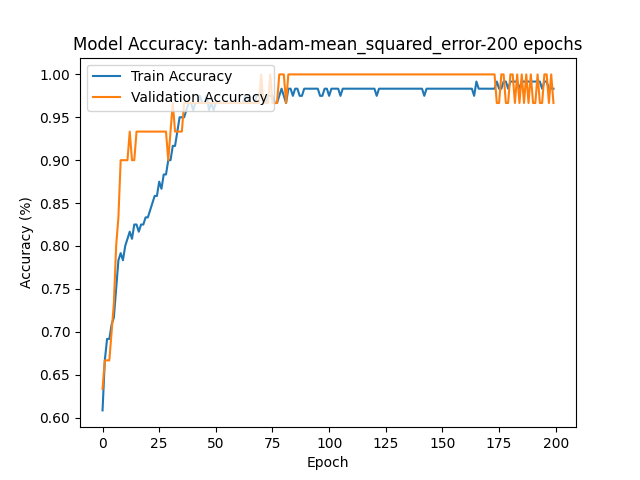 Model Accuracy: tanh-adam-mean_squared_error-200 epochs
Train Accuracy
Validation Accuracy
1.00
0.95
0.90
0.85
0.80
0.75
0.70
0.65
0.60
Accuracy (%)
0 25 50 75 100 125 150 175 200
Epoch